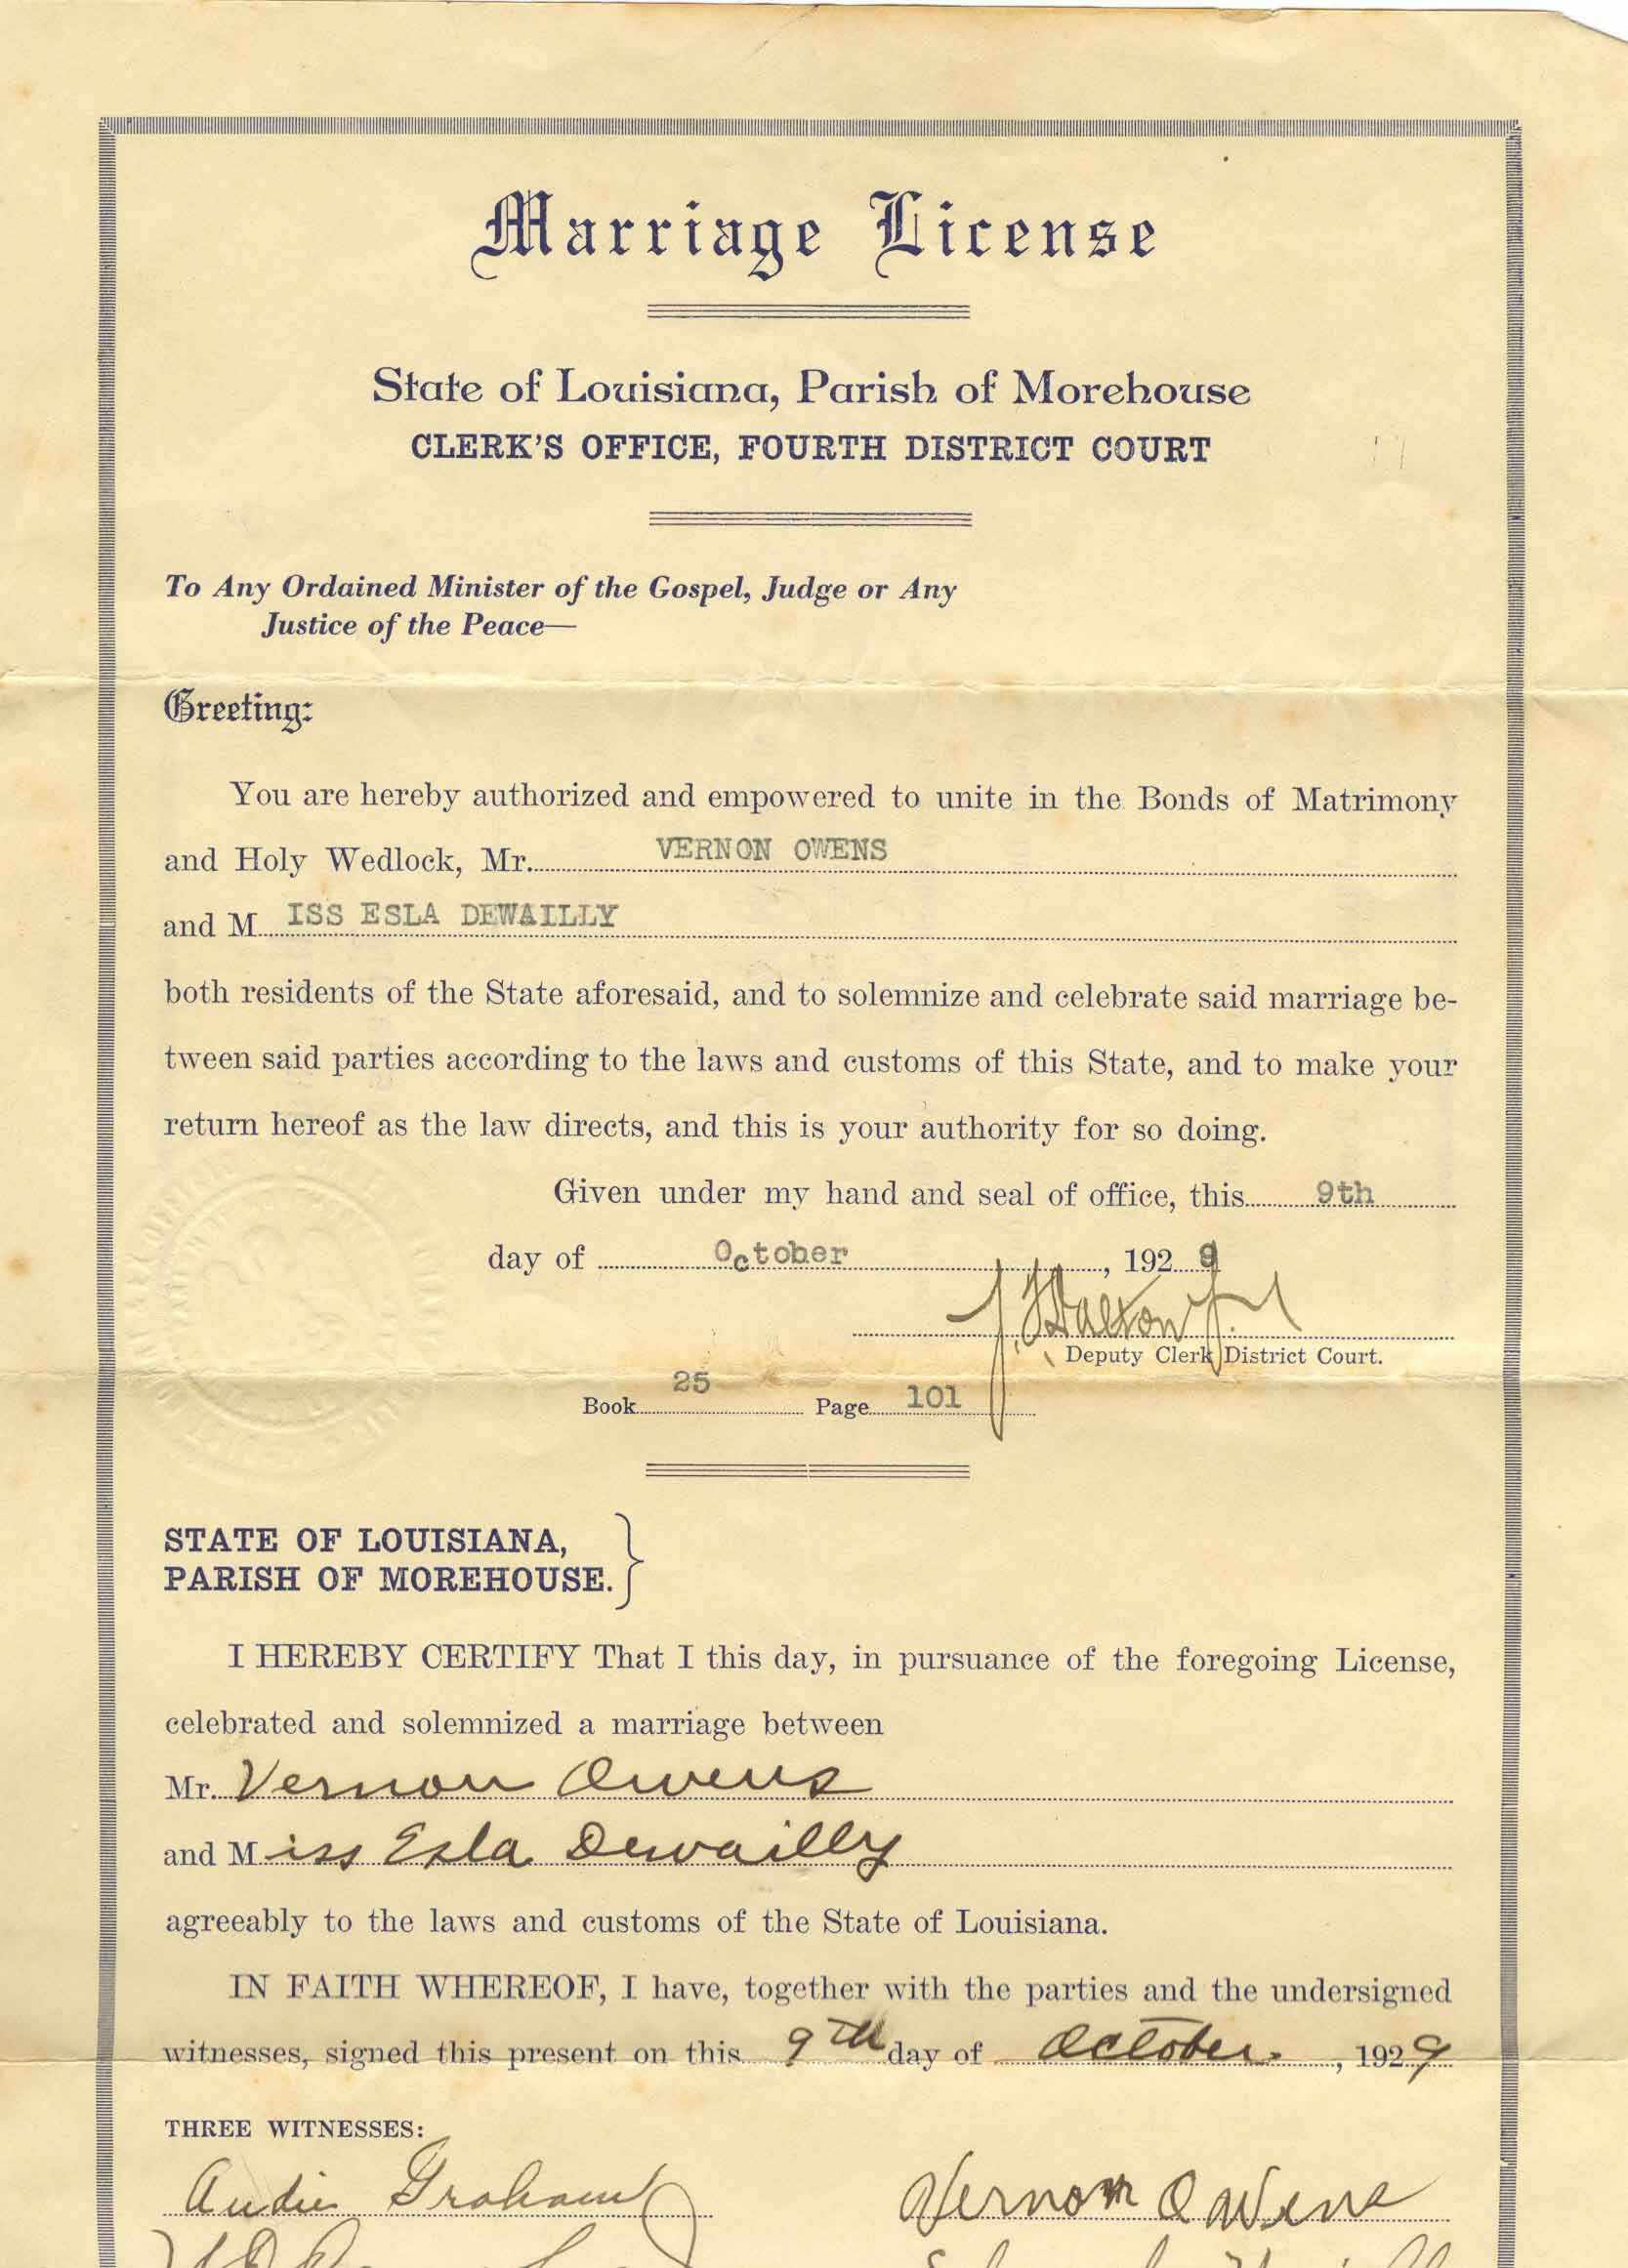 Marriage License
State of Louisiana, Parish of Morehouse
CLERK'S OFFICE, FOURTH DISTRICT COURT
To Any Ordained Minister of the Gospel, Judge or Any
Justice of the Peace—
Greeting:
You are hereby authorized and empowered to unite in the Bonds of Matrimony
and Holy Wedlock, Mr. VERNON OWENS
and M ISS ESLA DEWAILLY
both residents of the State aforesaid, and to solemnize and celebrate said marriage be-
tween said parties according to the laws and customs of this State, and to make your
return hereof as the law directs, and this is your authority for so doing.
Given under my hand and seal of office, this 9th
day of October, 1929
J. Dalton Jr.
Deputy Clerk District Court.
Book 25 Page 101
STATE OF LOUISIANA,
PARISH OF MOREHOUSE.
I HEREBY CERTIFY That I this day, in pursuance of the foregoing License,
celebrated and solemnized a marriage between
Mr. Vernon Owens
and Miss Esla Dewailly
agreeably to the laws and customs of the State of Louisiana.
IN FAITH WHEREOF, I have, together with the parties and the undersigned
witnesses, signed this present on this 9th day of October, 1929
THREE WITNESSES:
Audie Graham Vernon Owens